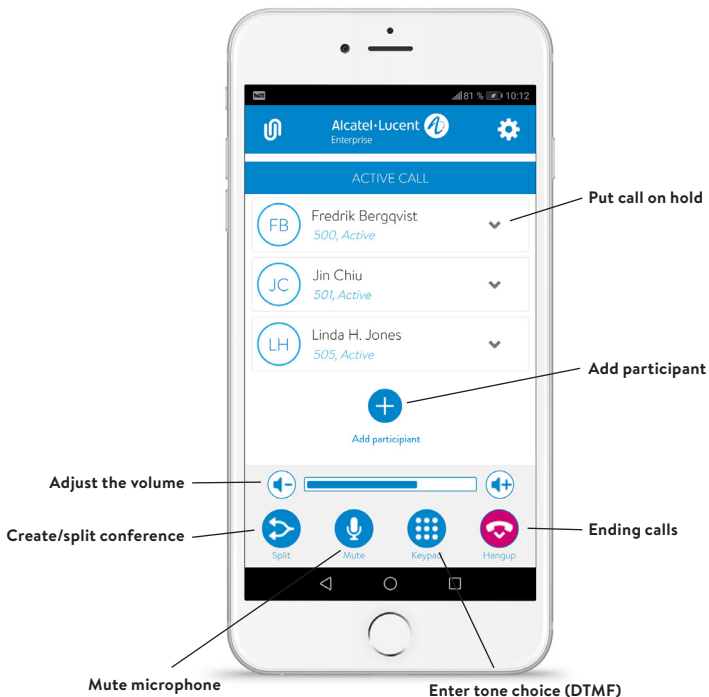 81 % 10:12
Alcatel·Lucent
Enterprise
ACTIVE CALL
FB
Fredrik Bergqvist
500, Active
Put call on hold
JC
Jin Chiu
501, Active
LH
Linda H. Jones
505, Active
Add participant
Add participiant
Adjust the volume
Create/split conference
Split
Mute
Keypad
Hangup
Ending calls
Mute microphone
Enter tone choice (DTMF)